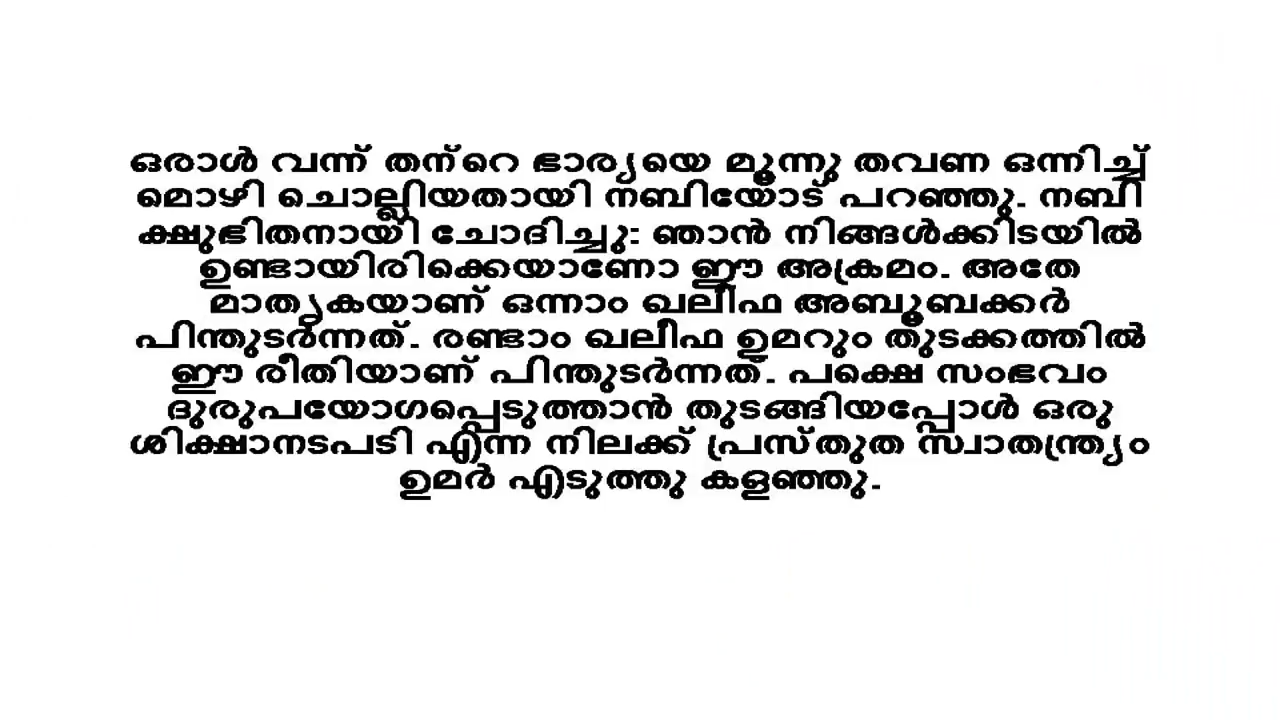 ഒരാൾ വന്ന് തന്റെ ഭാര്യയെ മൂന്നു തവണ ഒന്നിച്ച്
മൊഴി ചൊല്ലിയതായി നബിയോട് പറഞ്ഞു. നബി
ക്ഷുഭിതനായി ചോദിച്ചു: ഞാൻ നിങ്ങൾക്കിടയിൽ
ഉണ്ടായിരിക്കെയാണോ ഈ അക്രമം. അതേ
മാതൃകയാണ് ഒന്നാം ഖലീഫ അബൂബക്കർ
പിന്തുടർന്നത്. രണ്ടാം ഖലീഫ ഉമറും തുടക്കത്തിൽ
ഈ രീതിയാണ് പിന്തുടർന്നത്. പക്ഷെ സംഭവം
ദുരുപയോഗപ്പെടുത്താൻ തുടങ്ങിയപ്പോൾ ഒരു
ശിക്ഷാനടപടി എന്ന നിലക്ക് പ്രസ്തുത സ്വാതന്ത്ര്യം
ഉമർ എടുത്തു കളഞ്ഞു.